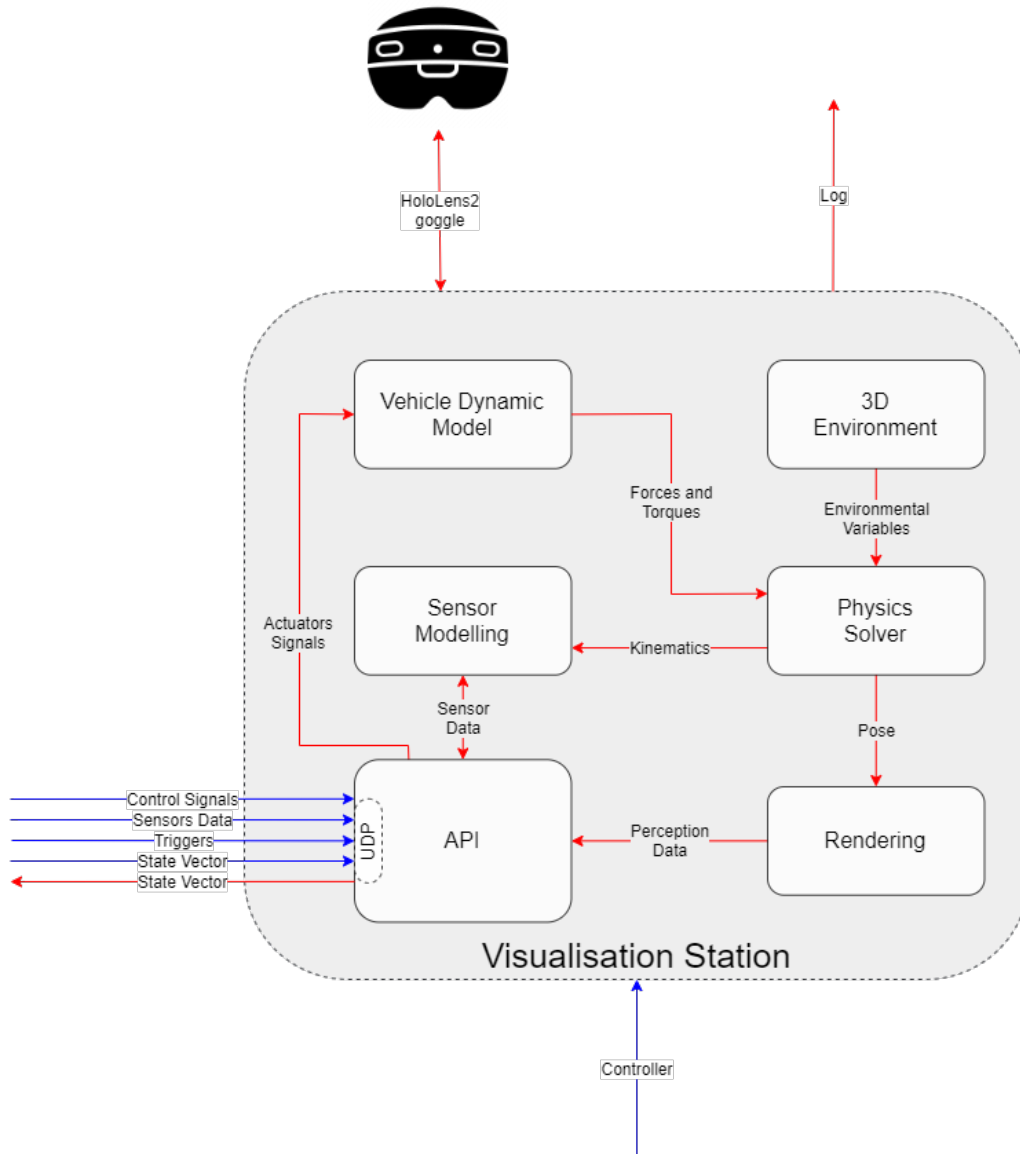 HoloLens2
goggle
Log
Vehicle Dynamic
Model
3D
Environment
Forces and
Torques
Environmental
Variables
Actuators
Signals
Sensor
Modelling
Physics
Solver
Kinematics
Sensor
Data
Pose
Control Signals
Sensors Data
Triggers
State Vector
State Vector
UDP
API
Perception
Data
Rendering
Visualisation Station
Controller